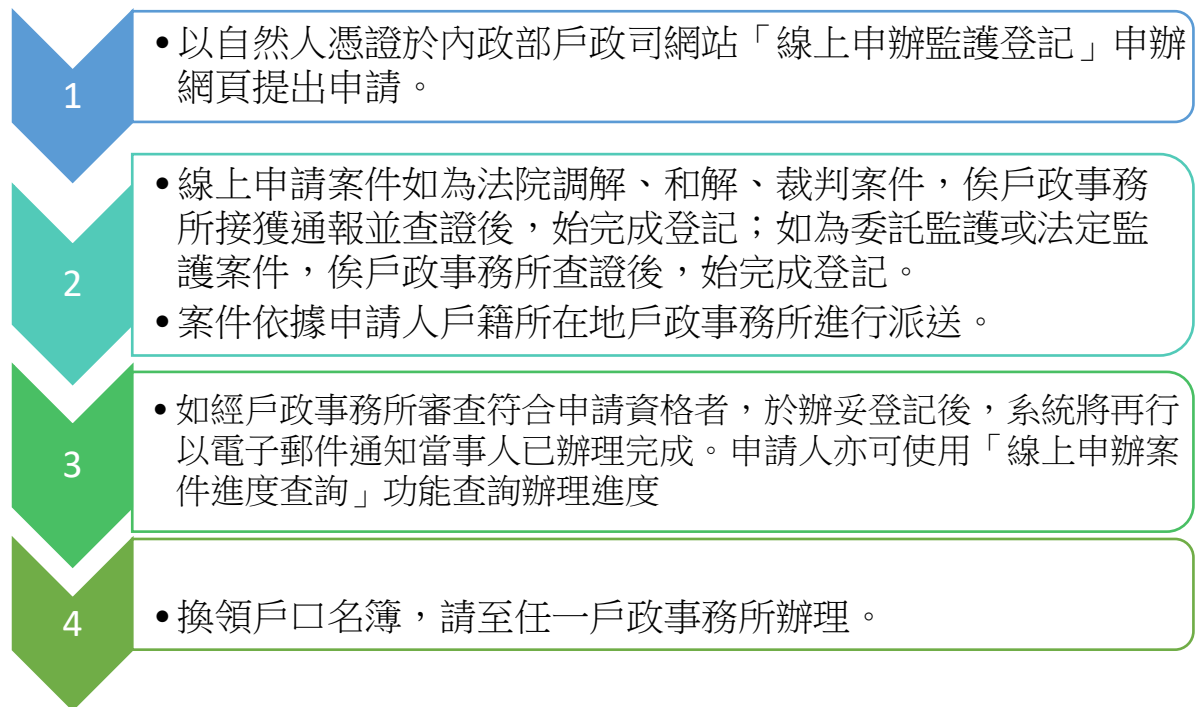 1
•以自然人憑證於內政部戶政司網站「線上申辦監護登記」申辦
網頁提出申請。
2
•線上申請案件如為法院調解、和解、裁判案件，俟戶政事務
所接獲通報並查證後，始完成登記；如為委託監護或法定監
護案件，俟戶政事務所查證後，始完成登記。
•案件依據申請人戶籍所在地戶政事務所進行派送。
3
•如經戶政事務所審查符合申請資格者，於辦妥登記後，系統將再行
以電子郵件通知當事人已辦理完成。申請人亦可使用「線上申辦案
件進度查詢」功能查詢辦理進度
4
•換領戶口名簿，請至任一戶政事務所辦理。